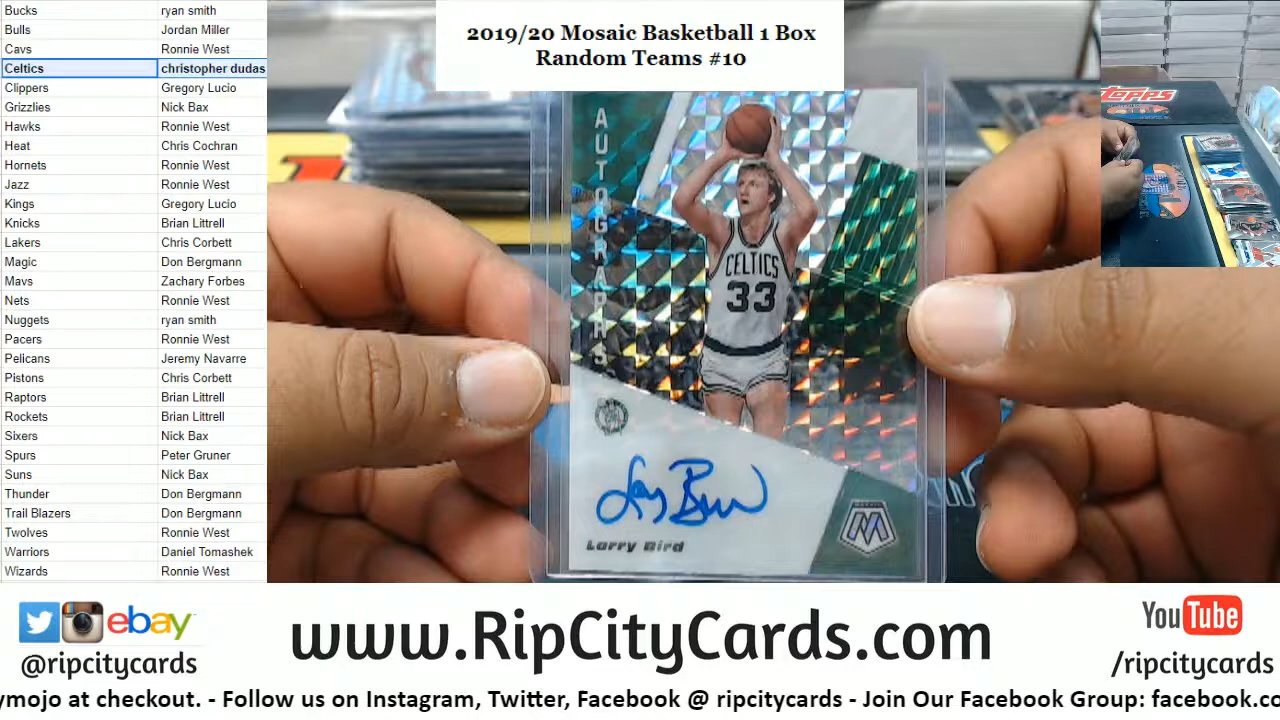 Bucks ryan smith
Bulls Jordan Miller
Cavs Ronnie West
Celtics christopher dudas
Clippers Gregory Lucio
Grizzlies Nick Bax
Hawks Ronnie West
Heat Chris Cochran
Hornets Ronnie West
Jazz Ronnie West
Kings Gregory Lucio
Knicks Brian Littrell
Lakers Chris Corbett
Magic Don Bergmann
Mavs Zachary Forbes
Nets Ronnie West
Nuggets ryan smith
Pacers Ronnie West
Pelicans Jeremy Navarre
Pistons Chris Corbett
Raptors Brian Littrell
Rockets Brian Littrell
Sixers Nick Bax
Spurs Peter Gruner
Suns Nick Bax
Thunder Don Bergmann
Trail Blazers Don Bergmann
Twolves Ronnie West
Warriors Daniel Tomashek
Wizards Ronnie West
2019/20 Mosaic Basketball 1 Box
Random Teams #10
TOPPS
AUTOGRAPHS
CELTICS
33
Larry Bird
Larry Bird
MOSAIC
M
ebay
@ripcitycards
www.RipCityCards.com
YouTube
/ripcitycards
ymojo at checkout. - Follow us on Instagram, Twitter, Facebook @ ripcitycards - Join Our Facebook Group: facebook.co